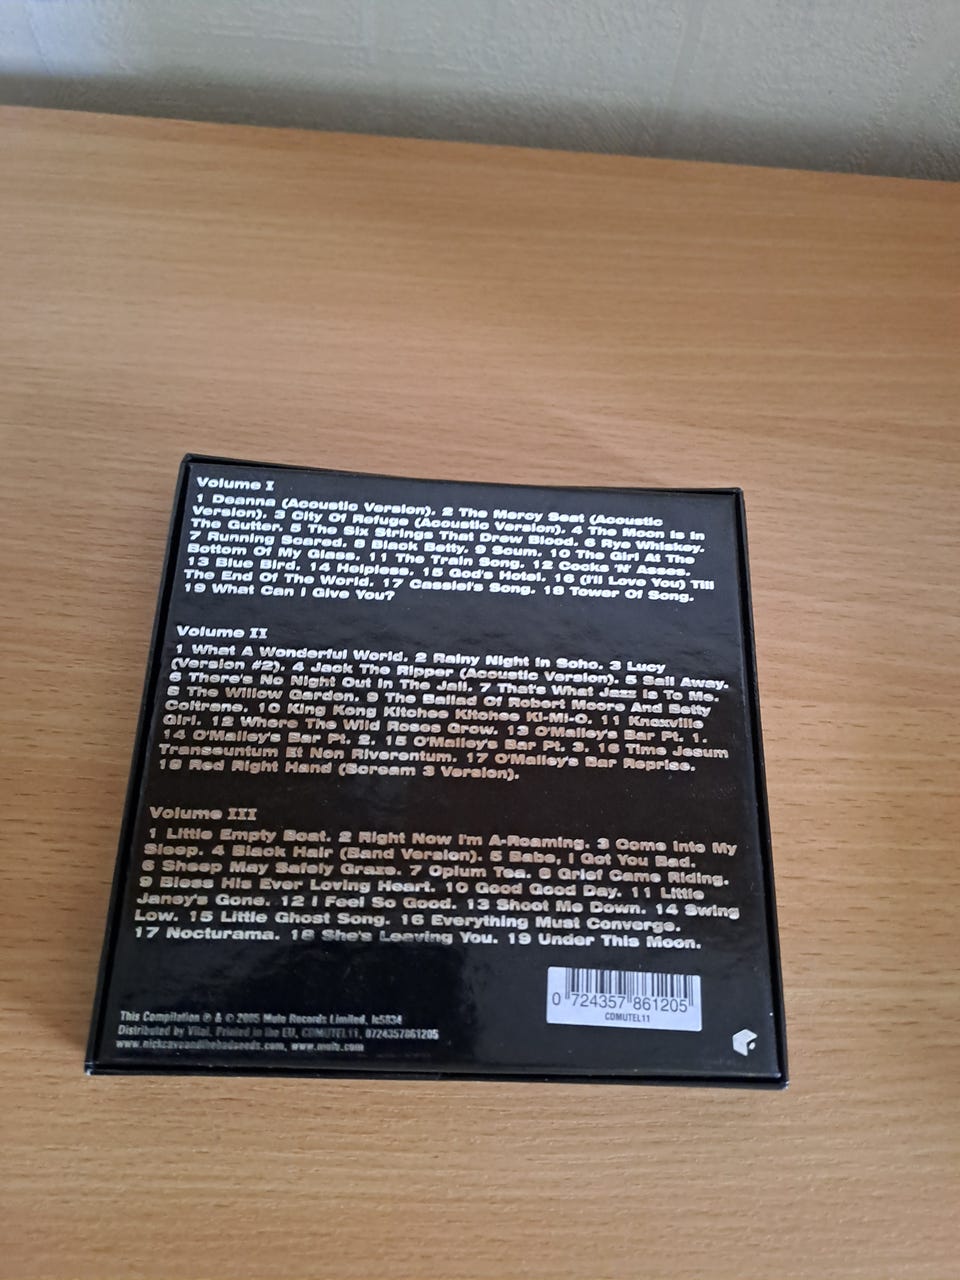 Volume I
1 Deanna (Acoustic Version). 2 The Mercy Seat (Acoustic
Version). 3 City Of Refuge (Acoustic Version). 4 The Moon Is In
The Gutter. 5 The Six Strings That Drew Blood. 6 Rye Whiskey.
7 Running Scared. 8 Black Betty. 9 Scum. 10 The Girl At The
Bottom Of My Glass. 11 The Train Song. 12 Cocks 'N' Asses.
13 Blue Bird. 14 Helpless. 15 God's Hotel. 16 (I'll Love You) Till
The End Of The World. 17 Cassiel's Song. 18 Tower Of Song.
19 What Can I Give You?
Volume II
1 What A Wonderful World. 2 Rainy Night In Soho. 3 Lucy
(Version #2). 4 Jack The Ripper (Acoustic Version). 5 Sail Away.
6 There's No Night Out In The Jail. 7 That's What Jazz Is To Me.
8 The Willow Garden. 9 The Ballad Of Robert Moore And Betty
Coltrane. 10 King Kong Kitchee Kitchee Ki-Mi-O. 11 Knoxville
Girl. 12 Where The Wild Roses Grow. 13 O'Malley's Bar Pt. 1.
14 O'Malley's Bar Pt. 2. 15 O'Malley's Bar Pt. 3. 16 Time Jesum
Transeuntum Et Non Riverentum. 17 O'Malley's Bar Reprise.
18 Red Right Hand (Scream 3 Version).
Volume III
1 Little Empty Boat. 2 Right Now I'm A-Roaming. 3 Come Into My
Sleep. 4 Black Hair (Band Version). 5 Babe, I Got You Bad.
6 Sheep May Safely Graze. 7 Opium Tea. 8 Grief Came Riding.
9 Bless His Ever Loving Heart. 10 Good Good Day. 11 Little
Janey's Gone. 12 I Feel So Good. 13 Shoot Me Down. 14 Swing
Low. 15 Little Ghost Song. 16 Everything Must Converge.
17 Nocturama. 18 She's Leaving You. 19 Under This Moon.
0 724357 861205
CDMUTEL11
This Compilation ℗ & © 2005 Mute Records Limited, lc5834
Distributed by Vital. Printed in the EU, CDMUTEL11, 0724357861205
www.nickcaveandthebadseeds.com, www.mute.com